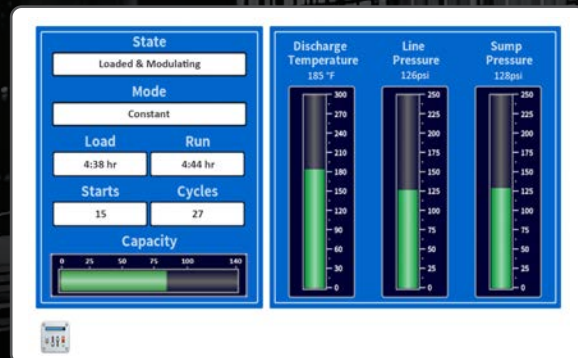 State
Loaded & Modulating
Mode
Constant
Load Run
4:38 hr 4:44 hr
Starts Cycles
15 27
Capacity
0 25 50 75 100 140
Discharge Temperature
185 °F
300
270
240
210
180
150
120
90
60
30
0
Line Pressure
126psi
250
225
200
175
150
125
100
75
50
25
0
Sump Pressure
128psi
250
225
200
175
150
125
100
75
50
25
0